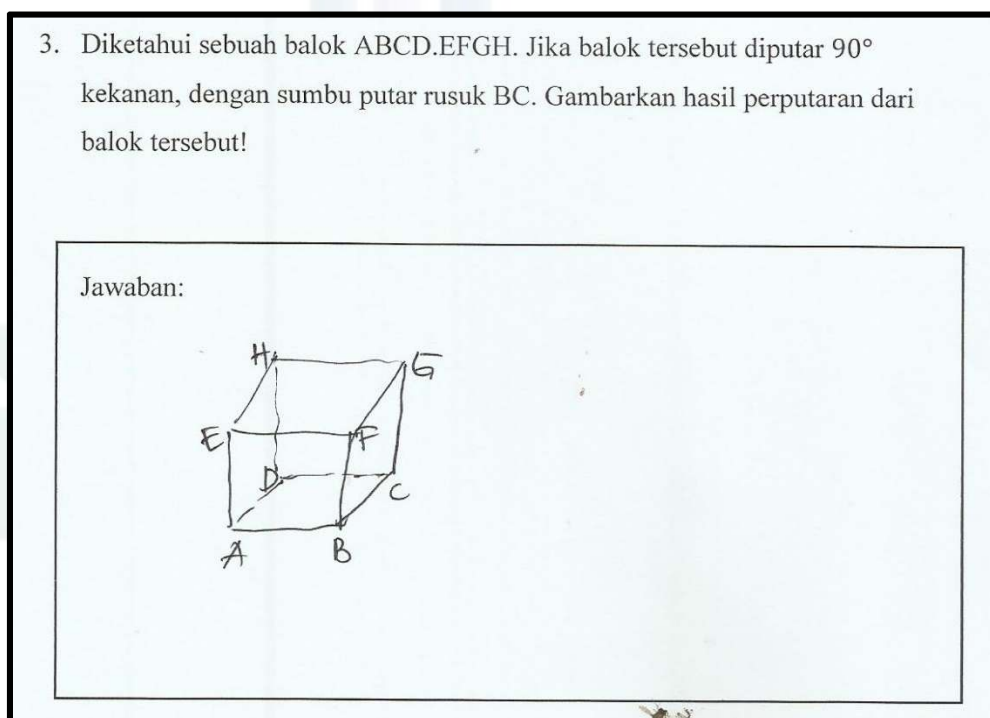 3. Diketahui sebuah balok ABCD.EFGH. Jika balok tersebut diputar 90°
kekanan, dengan sumbu putar rusuk BC. Gambarkan hasil perputaran dari
balok tersebut!
Jawaban:
H G
E F
D C
A B